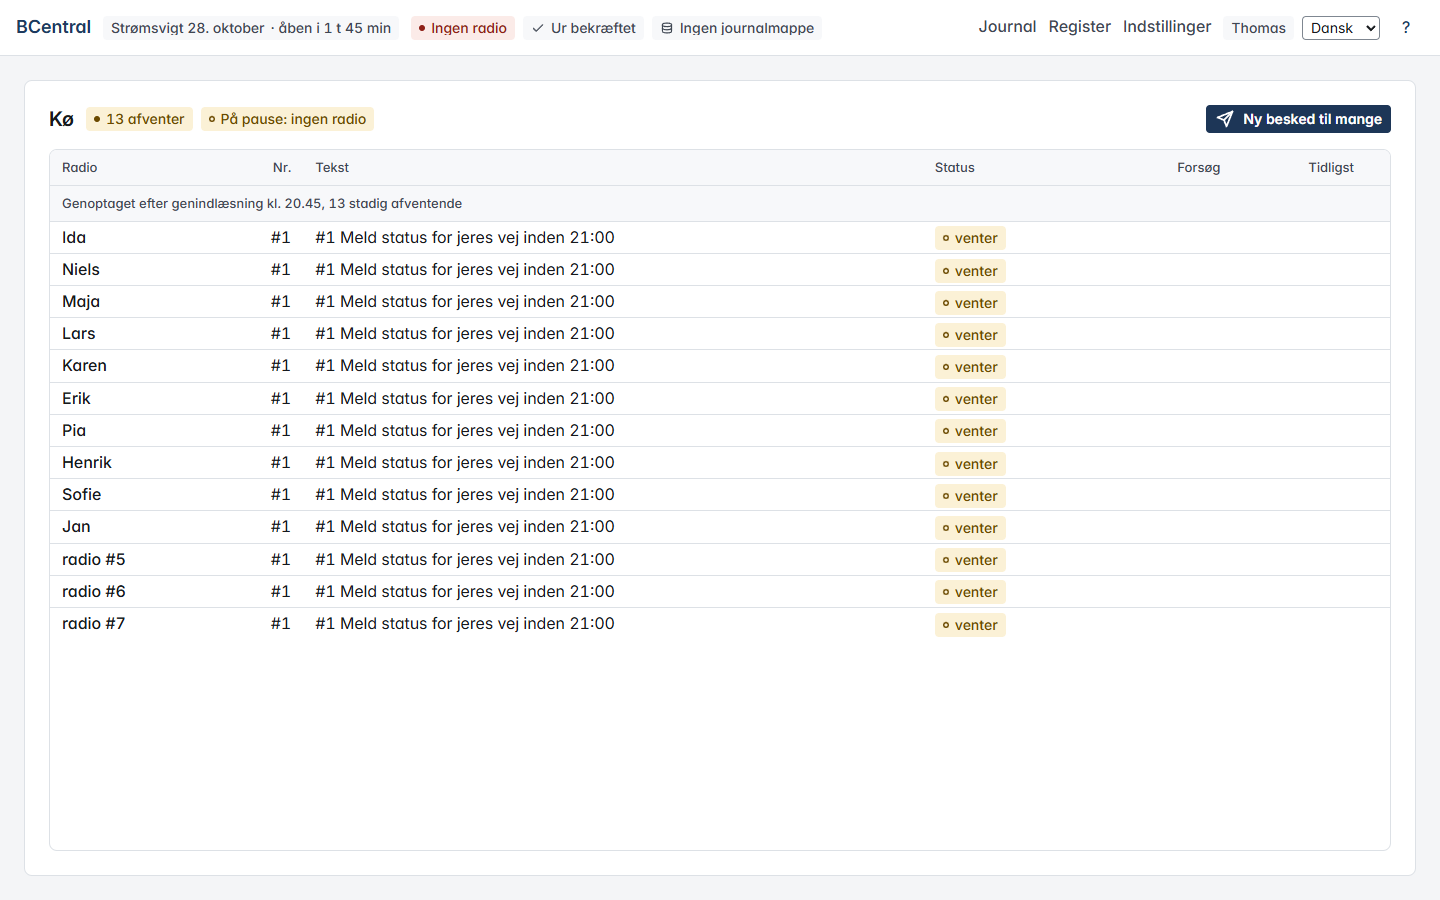 BCentral Strømsvigt 28. oktober · åben i 1 t 45 min Ingen radio Ur bekræftet Ingen journalmappe Journal Register Indstillinger Thomas Dansk ?
Kø 13 afventer På pause: ingen radio Ny besked til mange
Radio Nr. Tekst Status Forsøg Tidligst
Genoptaget efter genindlæsning kl. 20.45, 13 stadig afventende
Ida #1 #1 Meld status for jeres vej inden 21:00 venter
Niels #1 #1 Meld status for jeres vej inden 21:00 venter
Maja #1 #1 Meld status for jeres vej inden 21:00 venter
Lars #1 #1 Meld status for jeres vej inden 21:00 venter
Karen #1 #1 Meld status for jeres vej inden 21:00 venter
Erik #1 #1 Meld status for jeres vej inden 21:00 venter
Pia #1 #1 Meld status for jeres vej inden 21:00 venter
Henrik #1 #1 Meld status for jeres vej inden 21:00 venter
Sofie #1 #1 Meld status for jeres vej inden 21:00 venter
Jan #1 #1 Meld status for jeres vej inden 21:00 venter
radio #5 #1 #1 Meld status for jeres vej inden 21:00 venter
radio #6 #1 #1 Meld status for jeres vej inden 21:00 venter
radio #7 #1 #1 Meld status for jeres vej inden 21:00 venter